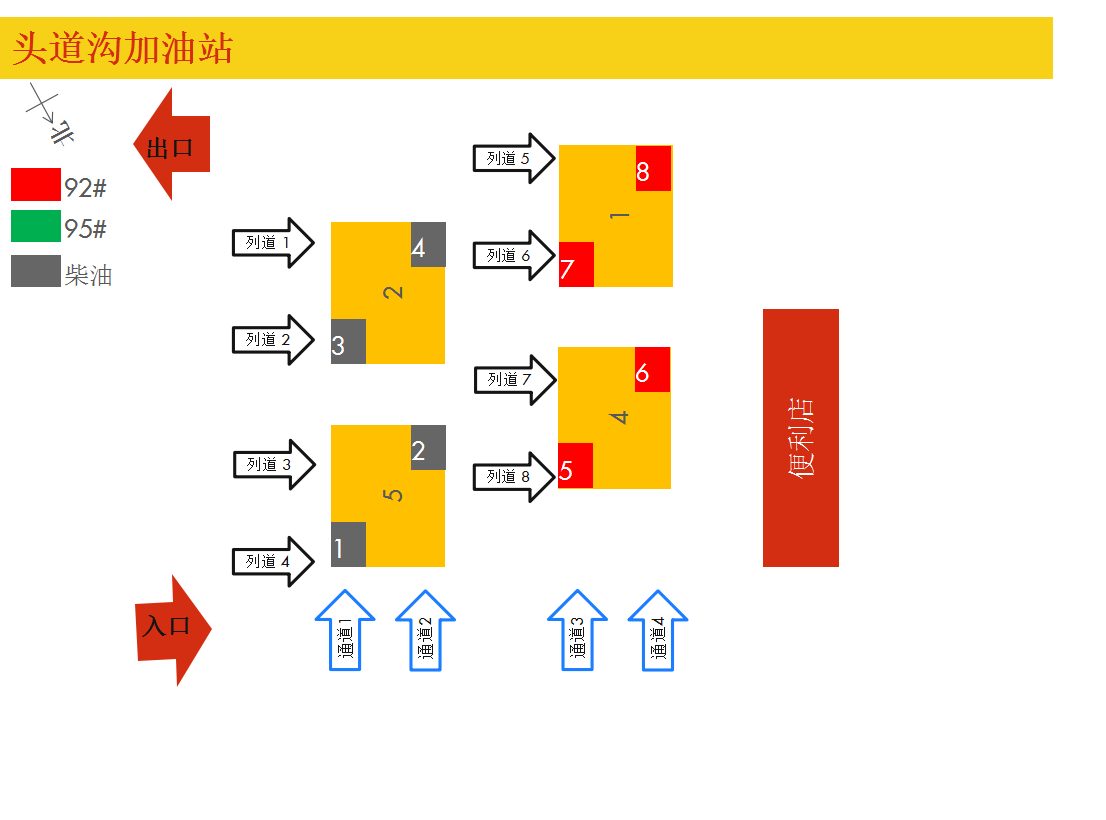 头道沟加油站
北
出口
92#
95#
柴油
列道 1
列道 2
列道 3
列道 4
4
2
3
2
5
1
列道 5
列道 6
列道 7
列道 8
8
1
7
6
4
5
便利店
入口
通道1
通道2
通道3
通道4